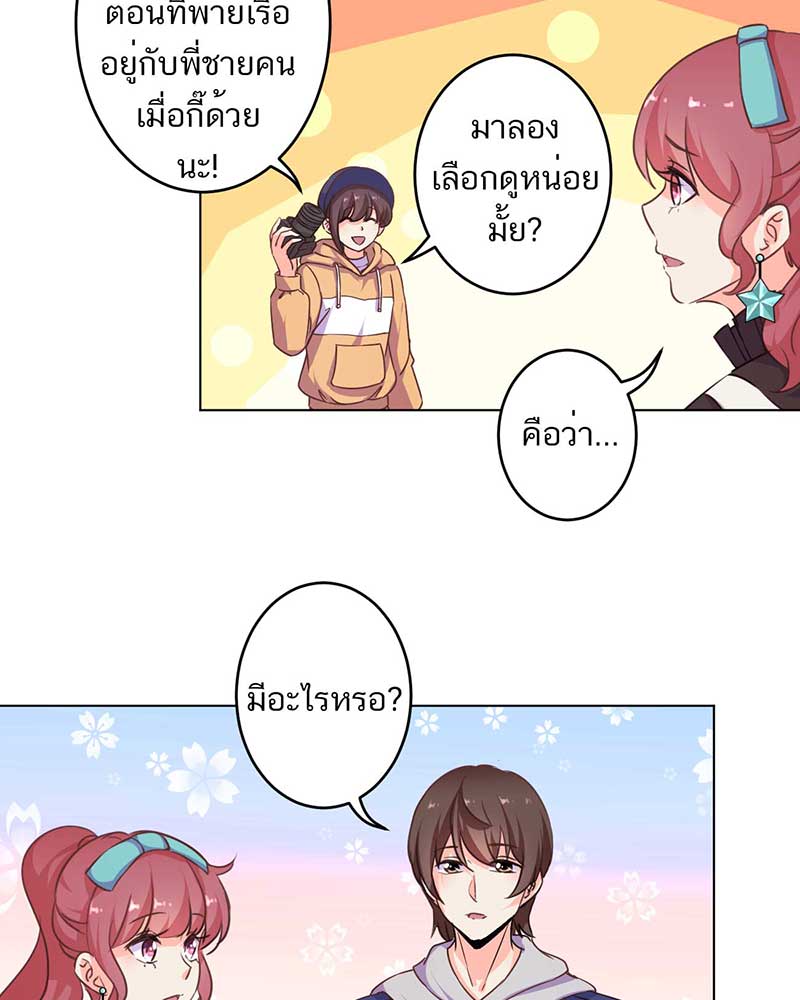 ตอนที่พายเรือ
อยู่กับพี่ชายคน
เมื่อกี๊ด้วย
นะ!
มาลอง
เลือกดูหน่อย
มั้ย?
คือว่า...
มีอะไรหรอ?